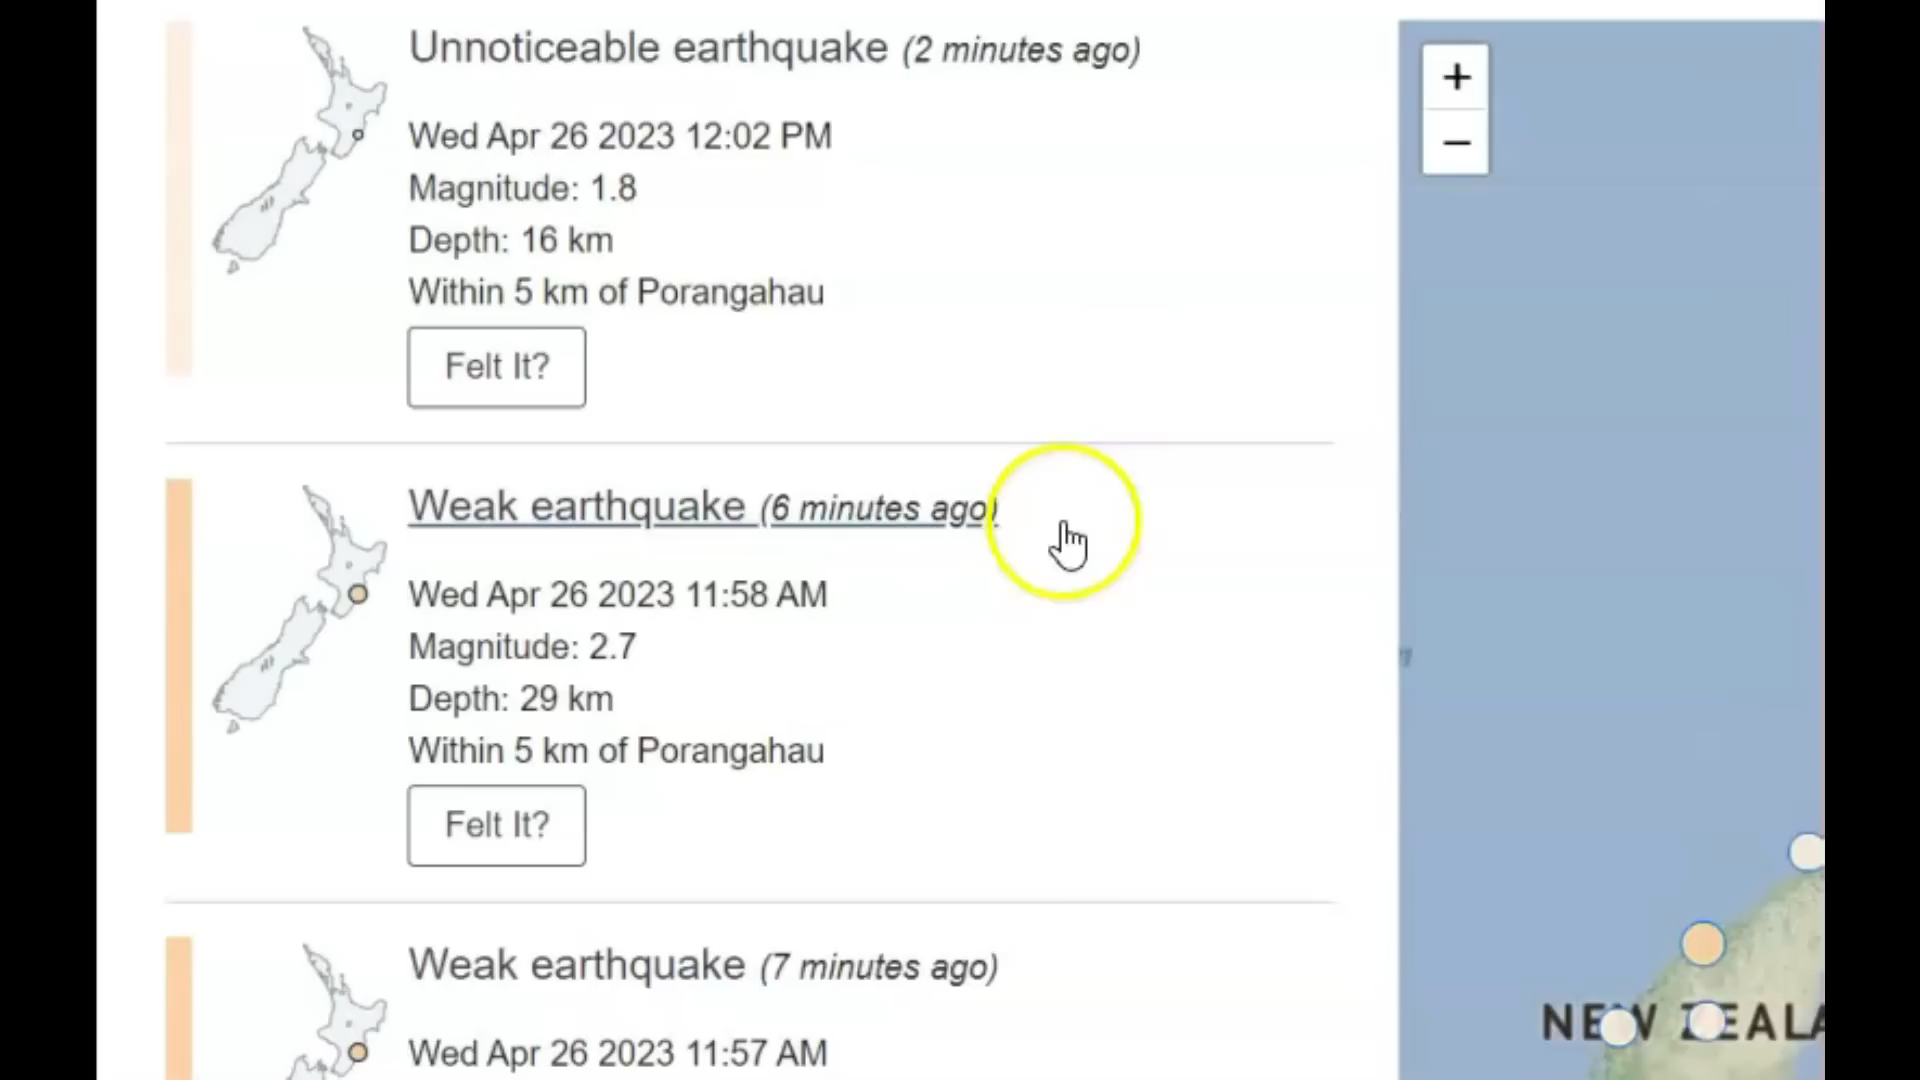 Unnoticeable earthquake (2 minutes ago)
Wed Apr 26 2023 12:02 PM
Magnitude: 1.8
Depth: 16 km
Within 5 km of Porangahau
Felt It?
Weak earthquake (6 minutes ago)
Wed Apr 26 2023 11:58 AM
Magnitude: 2.7
Depth: 29 km
Within 5 km of Porangahau
Felt It?
Weak earthquake (7 minutes ago)
Wed Apr 26 2023 11:57 AM
+
−
NEW ZEALA